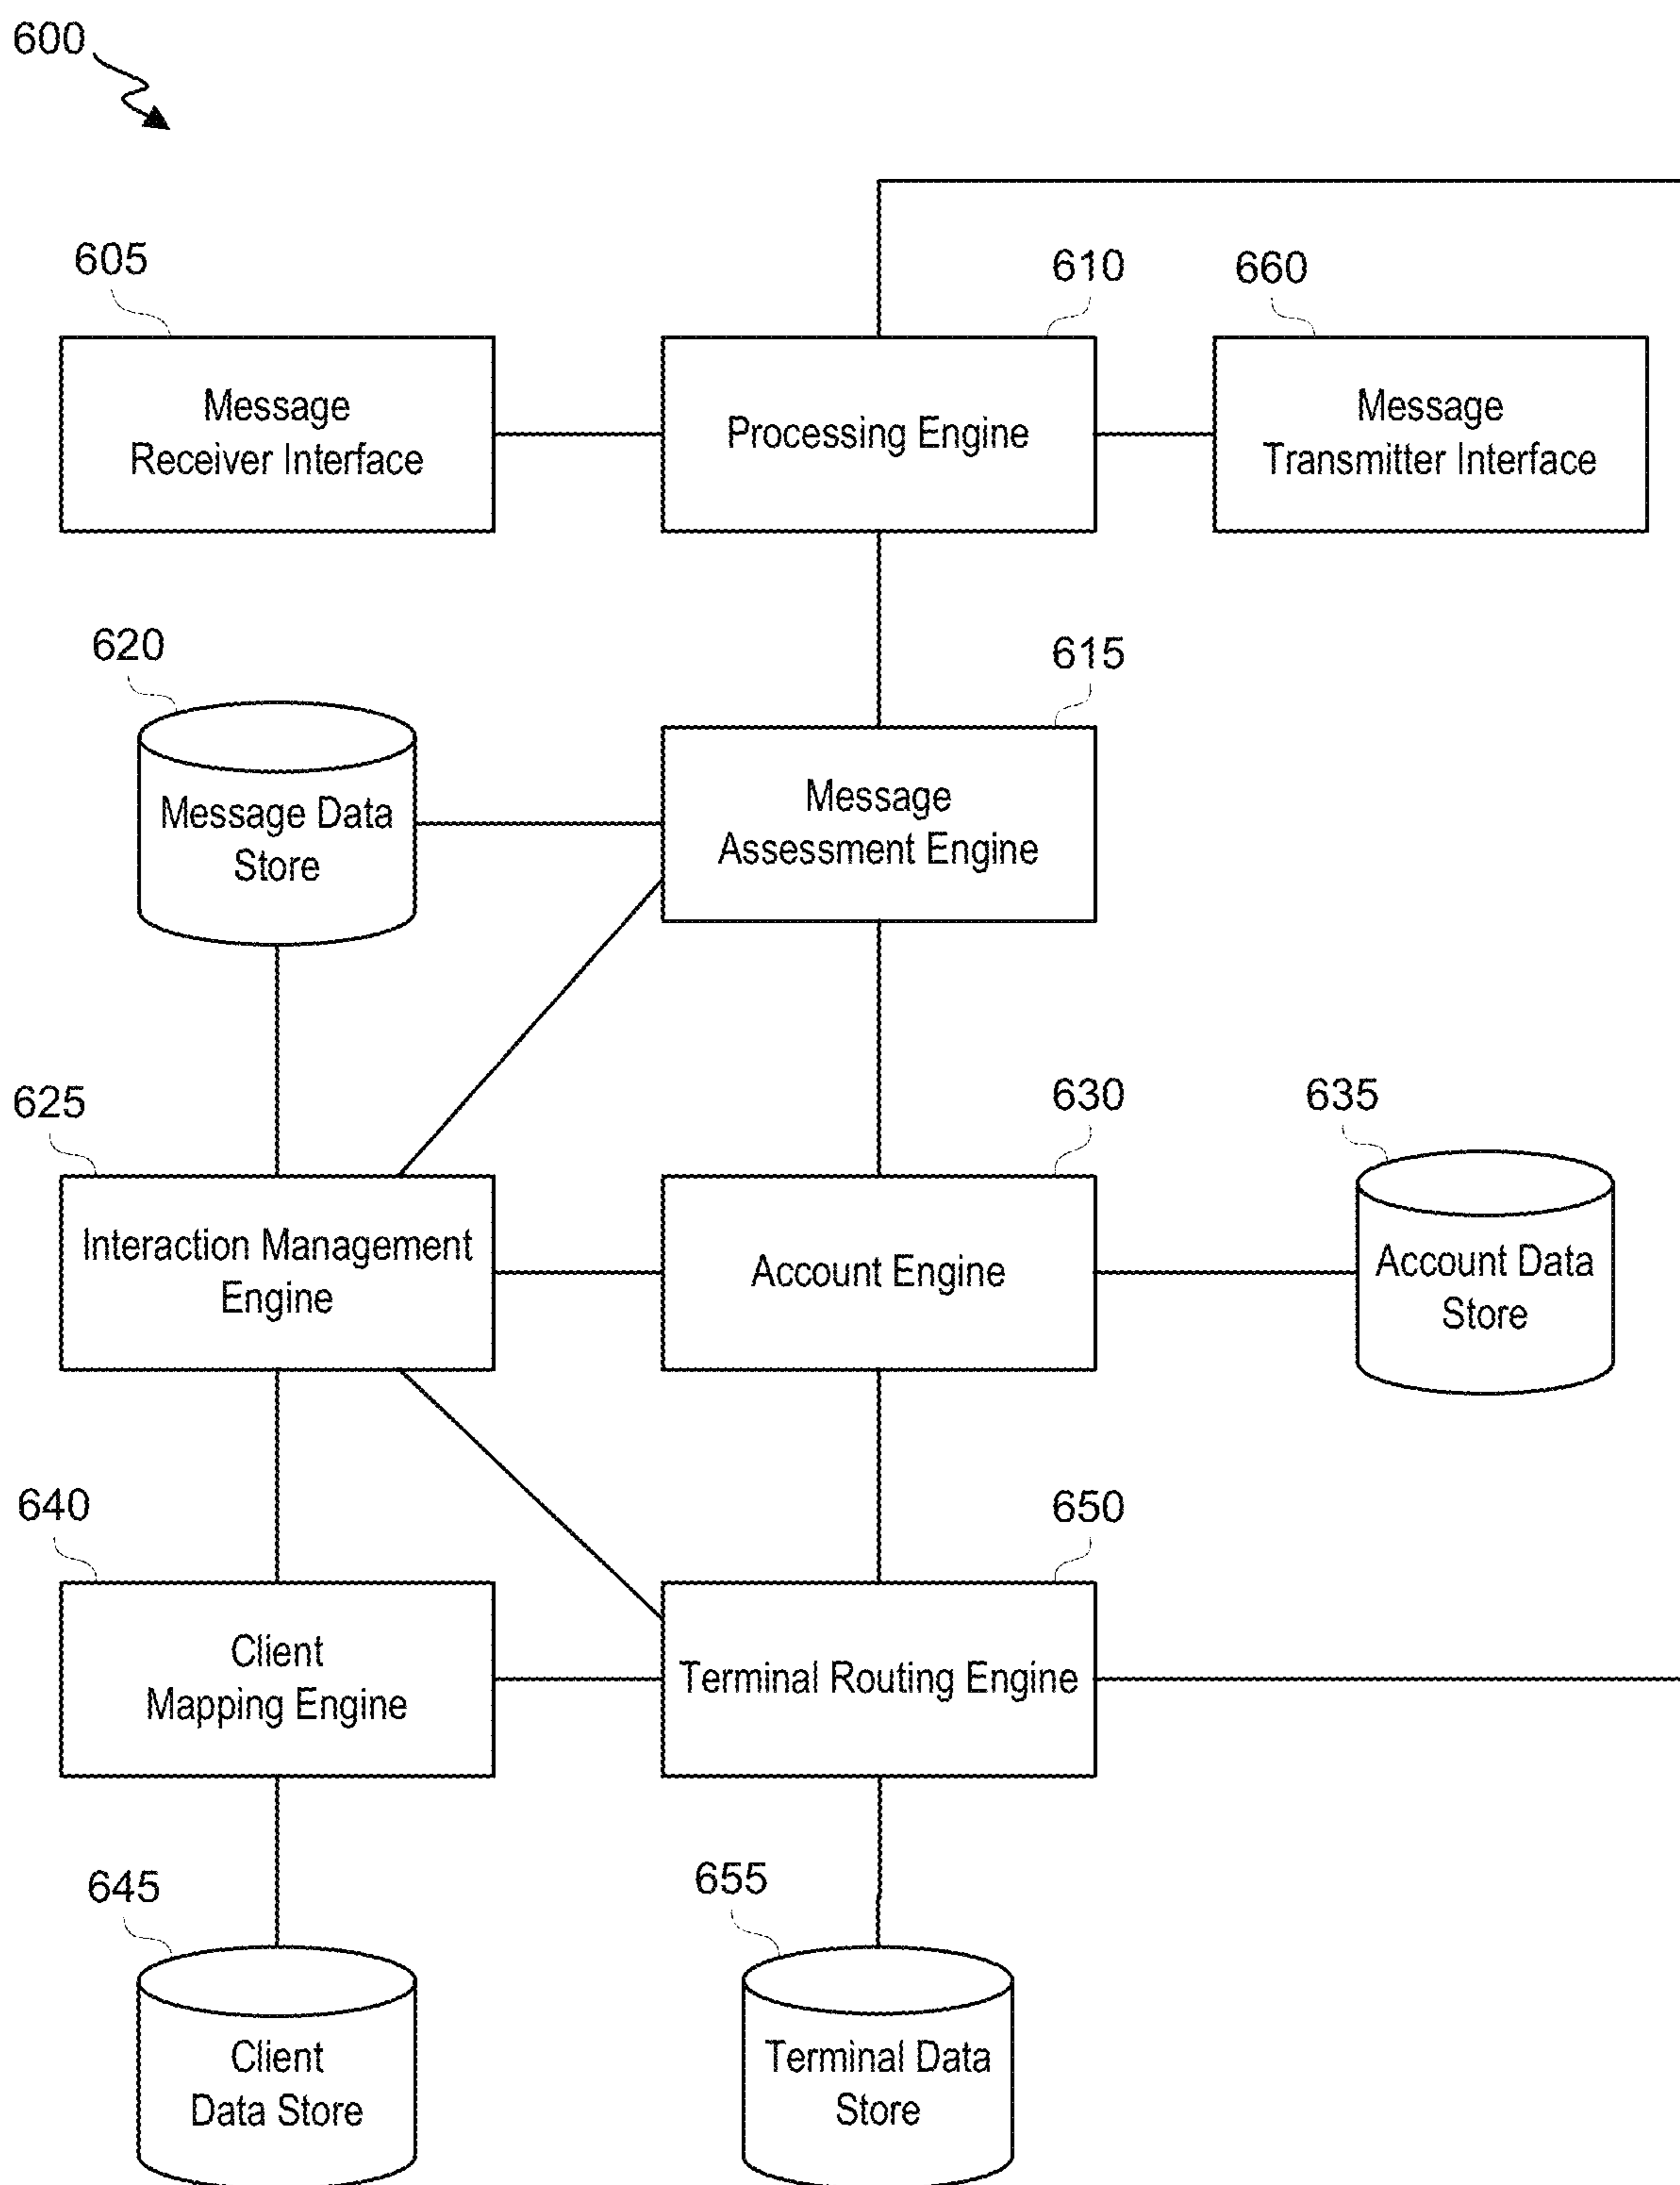 600
605
610
660
Message
Receiver Interface
Processing Engine
Message
Transmitter Interface
620
615
Message Data
Store
Message
Assessment Engine
625
630
635
Interaction Management
Engine
Account Engine
Account Data
Store
640
650
Client
Mapping Engine
Terminal Routing Engine
645
655
Client
Data Store
Terminal Data
Store